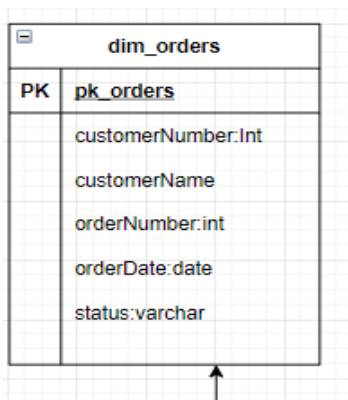 dim_orders
PK pk_orders
customerNumber:Int
customerName
orderNumber:int
orderDate:date
status:varchar